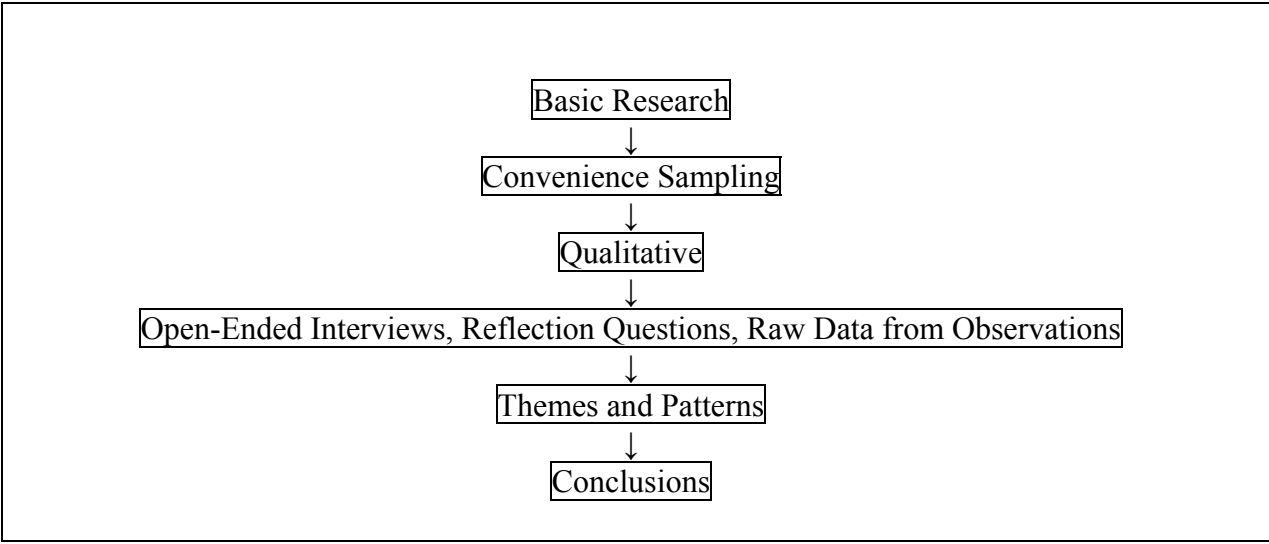 Basic Research
↓
Convenience Sampling
↓
Qualitative
↓
Open-Ended Interviews, Reflection Questions, Raw Data from Observations
↓
Themes and Patterns
↓
Conclusions